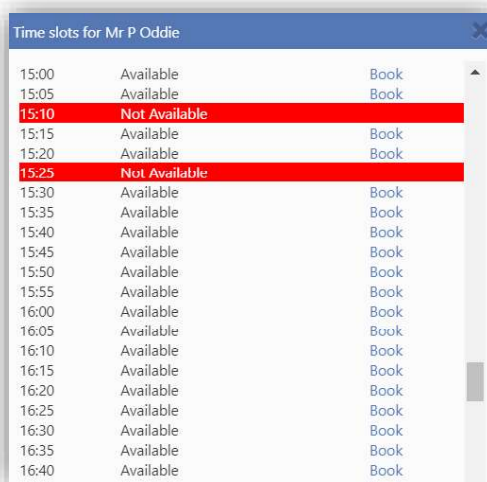 Time slots for Mr P Oddie
15:00 Available Book
15:05 Available Book
15:10 Not Available
15:15 Available Book
15:20 Available Book
15:25 Not Available
15:30 Available Book
15:35 Available Book
15:40 Available Book
15:45 Available Book
15:50 Available Book
15:55 Available Book
16:00 Available Book
16:05 Available Book
16:10 Available Book
16:15 Available Book
16:20 Available Book
16:25 Available Book
16:30 Available Book
16:35 Available Book
16:40 Available Book